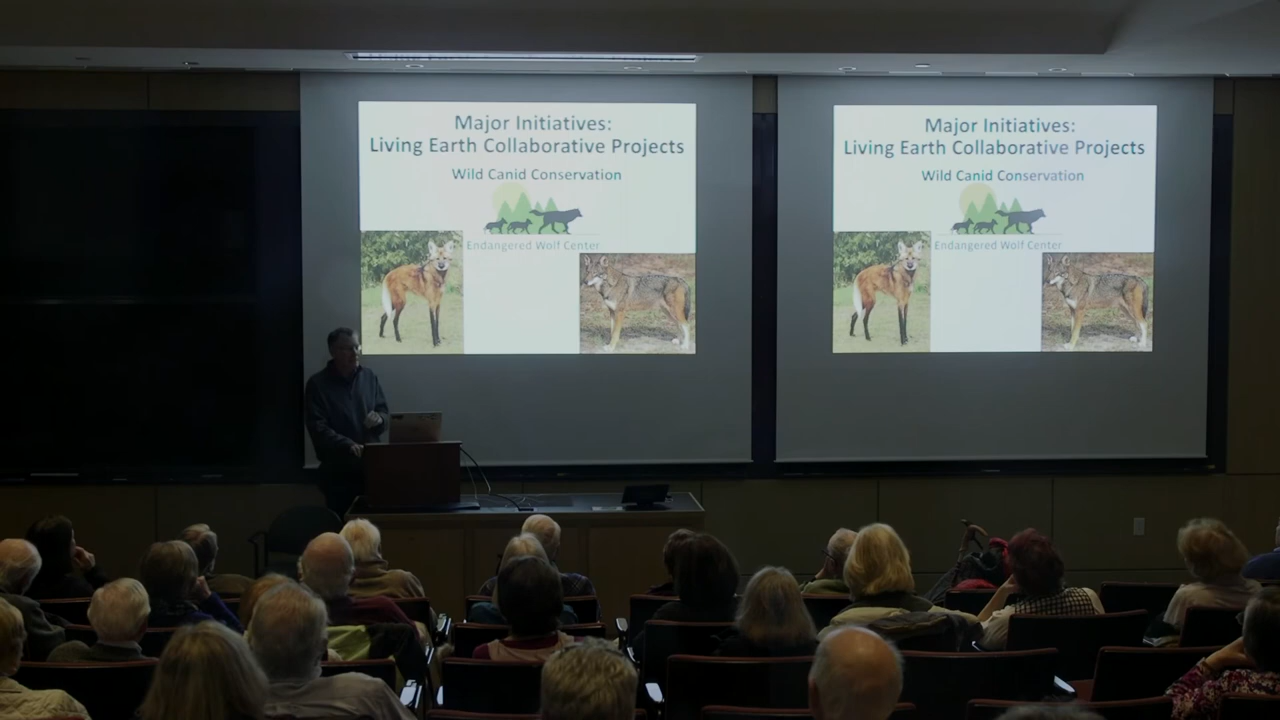 Major Initiatives:
Living Earth Collaborative Projects
Wild Canid Conservation
Endangered Wolf Center
Major Initiatives:
Living Earth Collaborative Projects
Wild Canid Conservation
Endangered Wolf Center